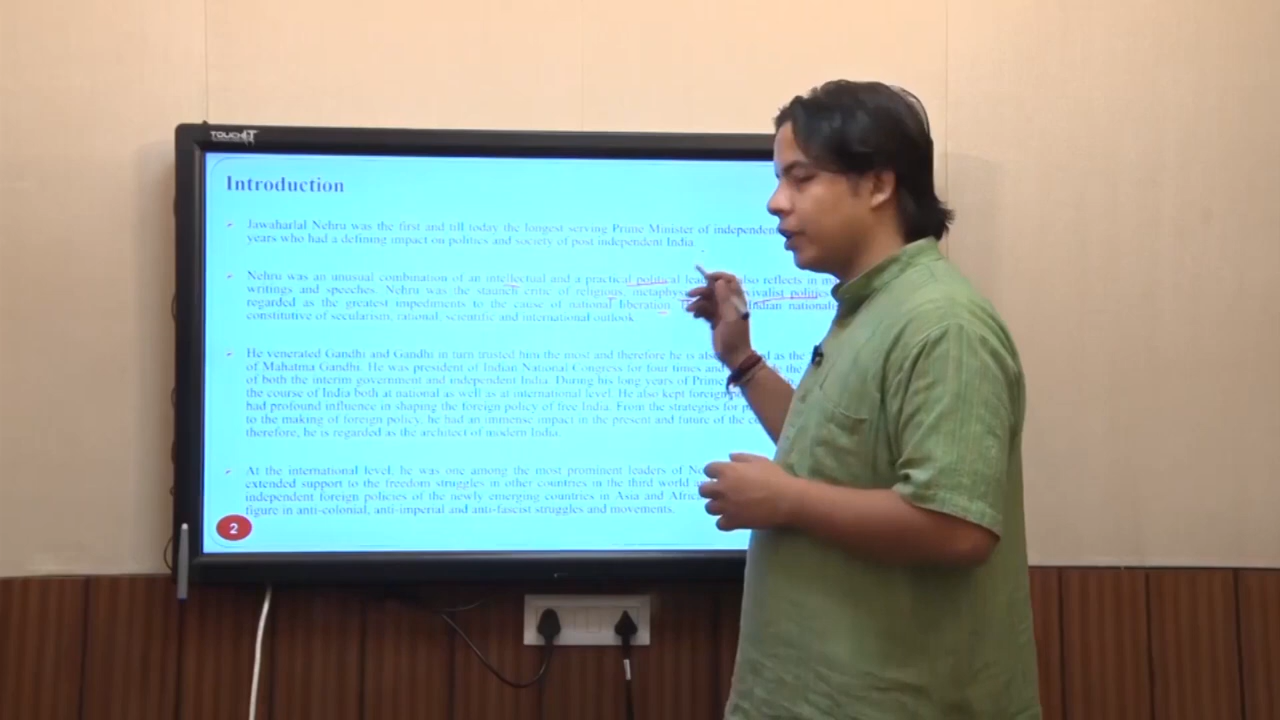 TOUCHIT
Introduction
Jawaharlal Nehru was the first and till today the longest serving Prime Minister of independent
years who had a defining impact on politics and society of post independent India.
Nehru was an unusual combination of an intellectual and a practical political also reflects in
writings and speeches. Nehru was the staunch critic of religious, metaphys politics
regarded as the greatest impediments to the cause of national liberation Indian
constitutive of secularism, rational, scientific and international outlook.
He venerated Gandhi and Gandhi in turn trusted him the most and therefore he is also as the
of Mahatma Gandhi. He was president of Indian National Congress for four times and the
of both the interim government and independent India. During his long years of Prime
the course of India both at national as well as at international level. He also kept foreign
had profound influence in shaping the foreign policy of free India. From the strategies for
to the making of foreign policy, he had an immense impact in the present and future of the
therefore, he is regarded as the architect of modern India.
At the international level, he was one among the most prominent leaders of
extended support to the freedom struggles in other countries in the third world
independent foreign policies of the newly emerging countries in Asia and
figure in anti-colonial, anti-imperial and anti-fascist struggles and movements.
2